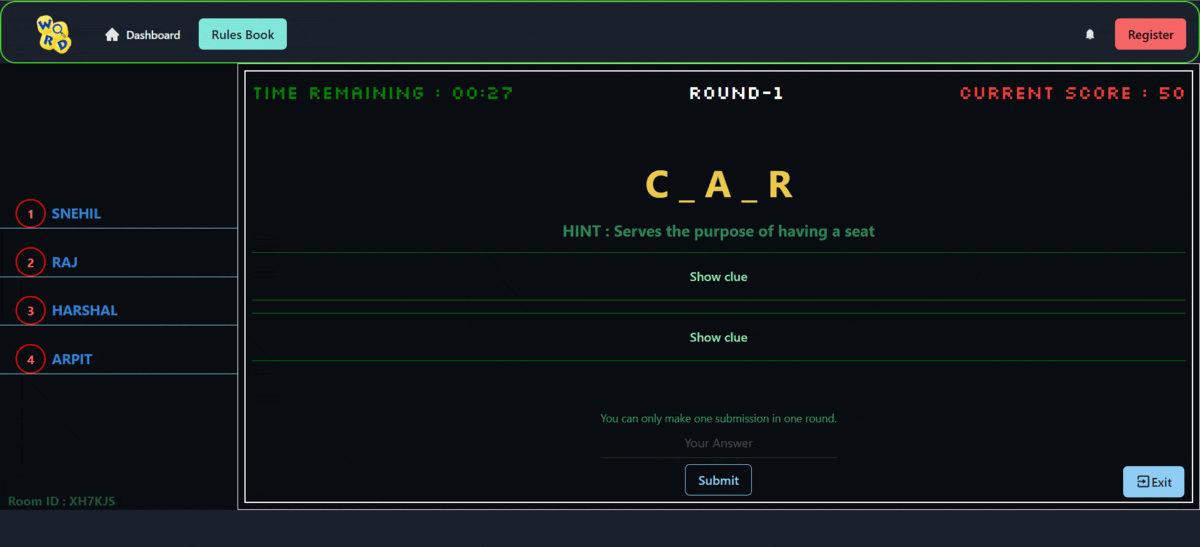 W
R D
Dashboard
Rules Book
Register
TIME REMAINING : 00:27
ROUND-1
CURRENT SCORE : 50
C _ A _ R
HINT : Serves the purpose of having a seat
Show clue
Show clue
1 SNEHIL
2 RAJ
3 HARSHAL
4 ARPIT
You can only make one submission in one round.
Your Answer
Submit
Exit
Room ID : XH7KJS